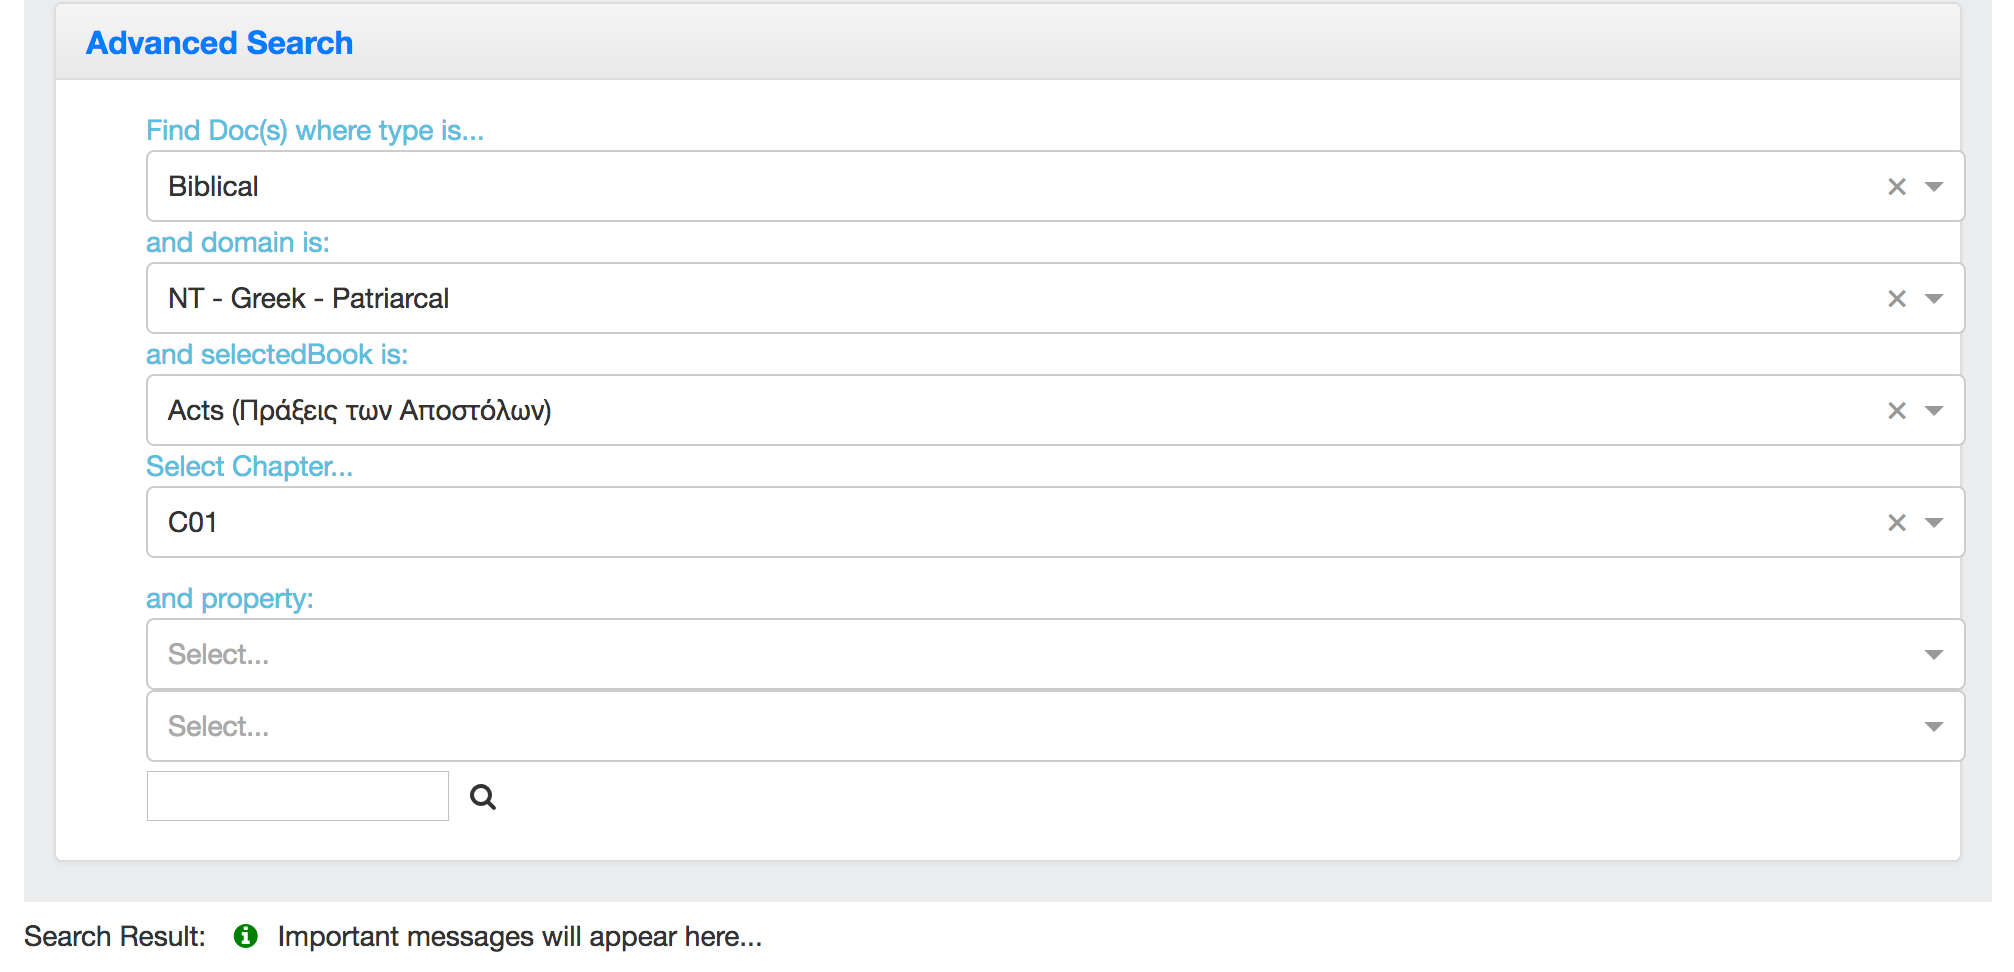 Advanced Search
Find Doc(s) where type is...
Biblical
and domain is:
NT - Greek - Patriarcal
and selectedBook is:
Acts (Πράξεις των Αποστόλων)
Select Chapter...
C01
and property:
Select...
Select...
Search Result: Important messages will appear here...